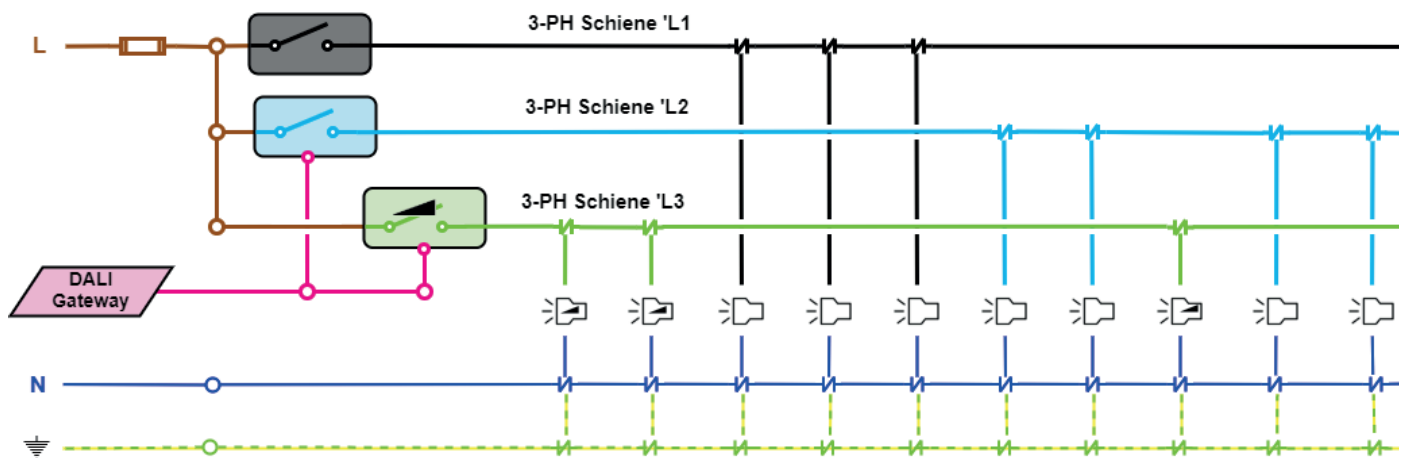 L
3-PH Schiene 'L1
3-PH Schiene 'L2
3-PH Schiene 'L3
DALI
Gateway
N